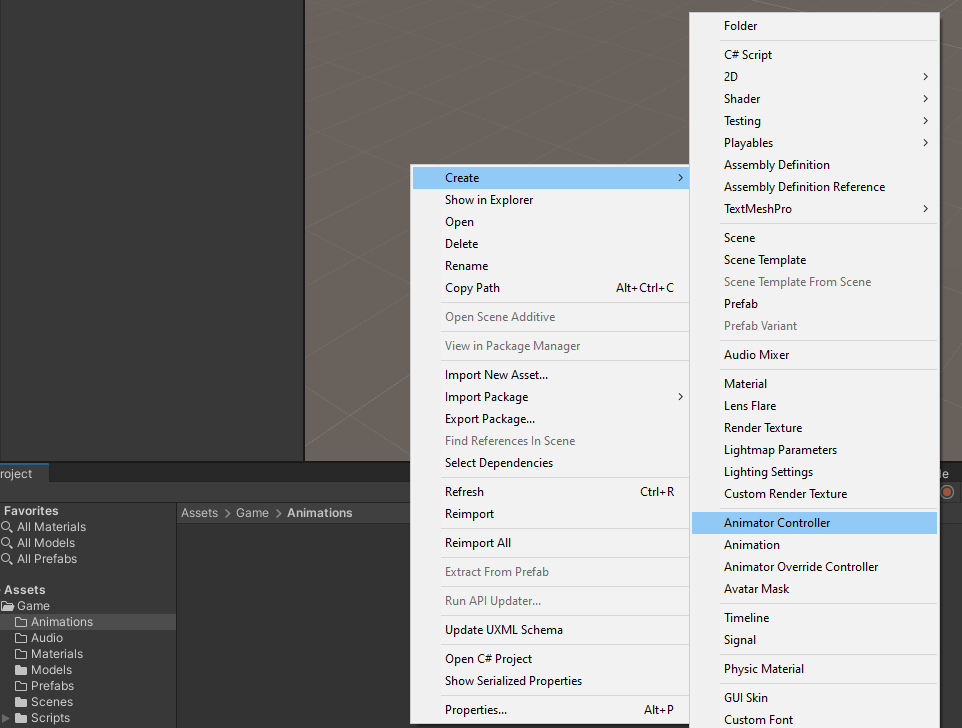 Folder
C# Script
2D
Shader
Testing
Playables
Assembly Definition
Assembly Definition Reference
TextMeshPro
Scene
Scene Template
Scene Template From Scene
Prefab
Prefab Variant
Audio Mixer
Material
Lens Flare
Render Texture
Lightmap Parameters
Lighting Settings
Custom Render Texture
Animator Controller
Animation
Animator Override Controller
Avatar Mask
Timeline
Signal
Physic Material
GUI Skin
Custom Font
Create
Show in Explorer
Open
Delete
Rename
Copy Path Alt+Ctrl+C
Open Scene Additive
View in Package Manager
Import New Asset...
Import Package
Export Package...
Find References In Scene
Select Dependencies
Refresh Ctrl+R
Reimport
Reimport All
Extract From Prefab
Run API Updater...
Update UXML Schema
Open C# Project
Show Serialized Properties
Properties... Alt+P
roject
le
Assets > Game > Animations
Favorites
All Materials
All Models
All Prefabs
Assets
Game
Animations
Audio
Materials
Models
Prefabs
Scenes
Scripts